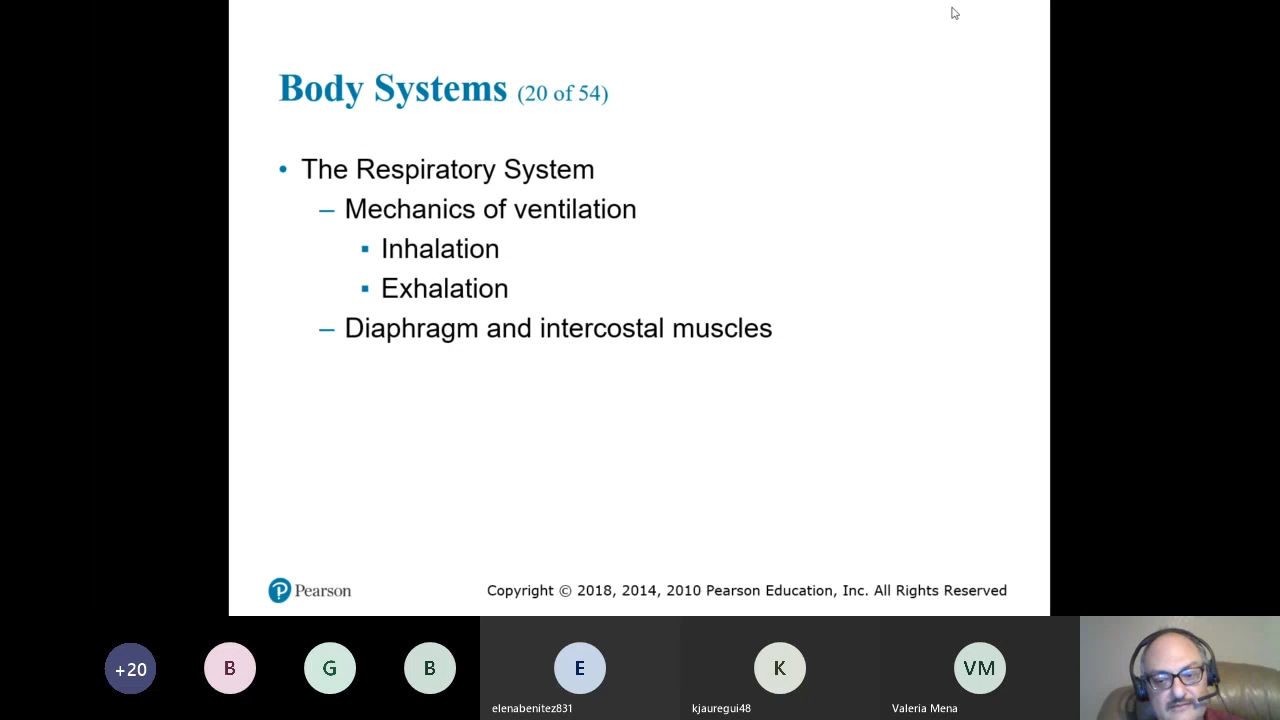 Body Systems (20 of 54)
• The Respiratory System
– Mechanics of ventilation
▪ Inhalation
▪ Exhalation
– Diaphragm and intercostal muscles
P Pearson
Copyright © 2018, 2014, 2010 Pearson Education, Inc. All Rights Reserved
+20
B
G
B
E
K
VM
elenabenitez831
kjauregui48
Valeria Mena